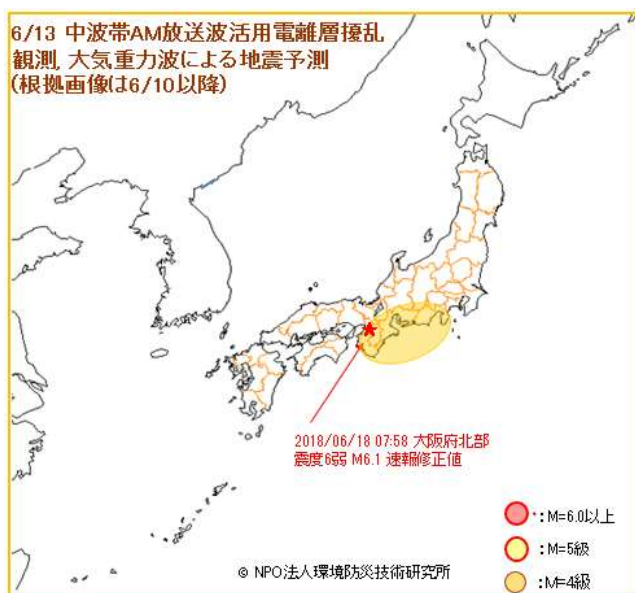 6/13 中波帯AM放送波活用電離層擾乱
観測, 大気重力波による地震予測
(根拠画像は6/10以降)
2018/06/18 07:58 大阪府北部
震度6弱 M6.1 速報修正値
: M=6.0以上
: M=5級
: M=4級
© NPO法人環境防災技術研究所